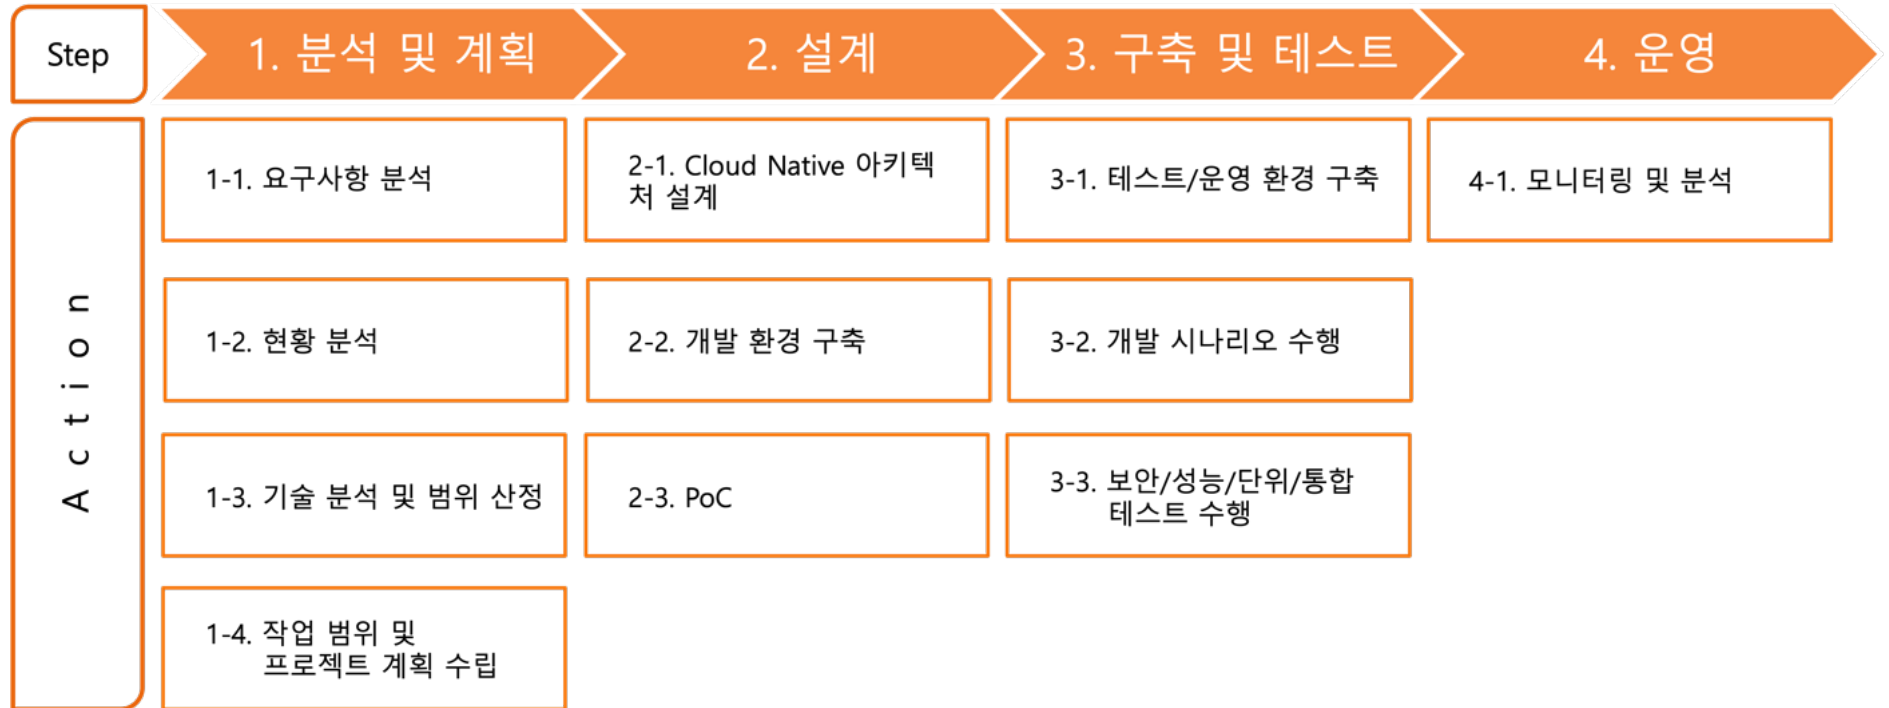 Step
1. 분석 및 계획
2. 설계
3. 구축 및 테스트
4. 운영
Action
1-1. 요구사항 분석
2-1. Cloud Native 아키텍
처 설계
3-1. 테스트/운영 환경 구축
4-1. 모니터링 및 분석
1-2. 현황 분석
2-2. 개발 환경 구축
3-2. 개발 시나리오 수행
1-3. 기술 분석 및 범위 산정
2-3. PoC
3-3. 보안/성능/단위/통합
테스트 수행
1-4. 작업 범위 및
프로젝트 계획 수립